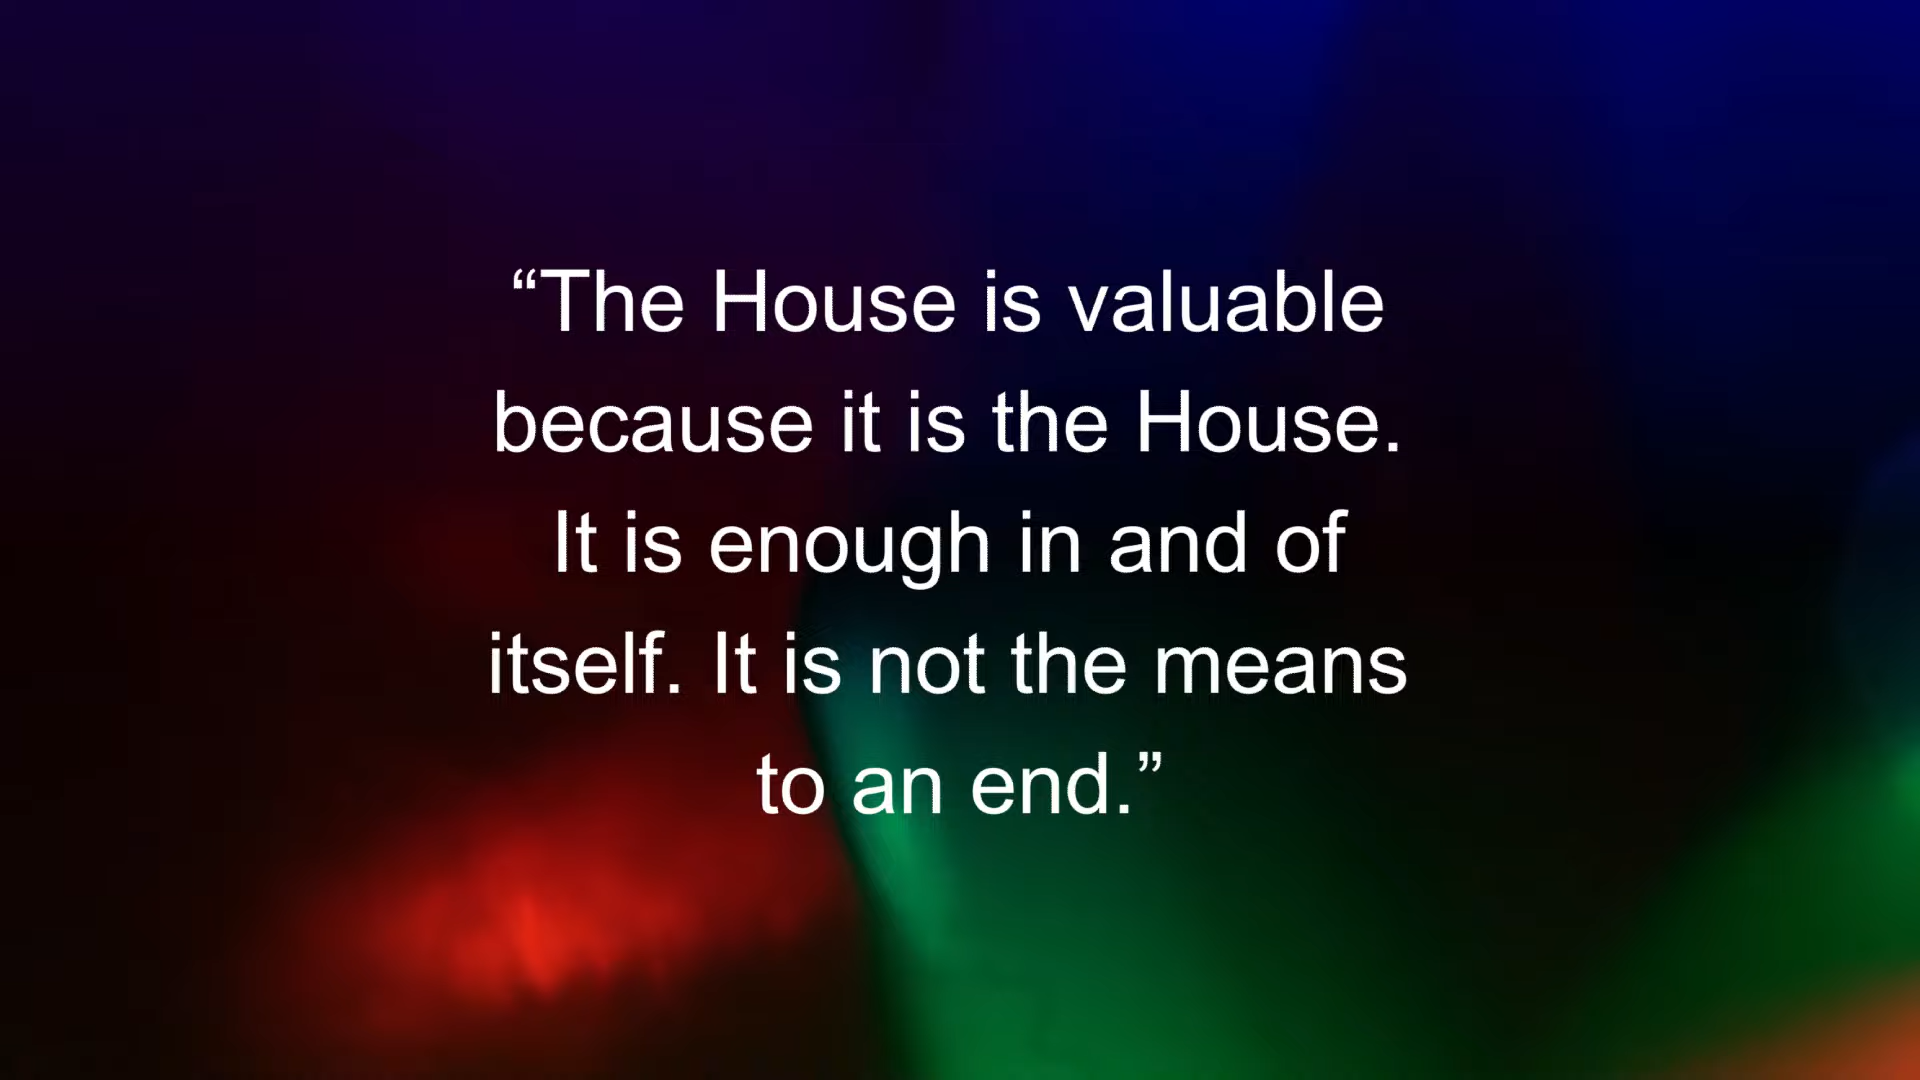 “The House is valuable
because it is the House.
It is enough in and of
itself. It is not the means
to an end.”